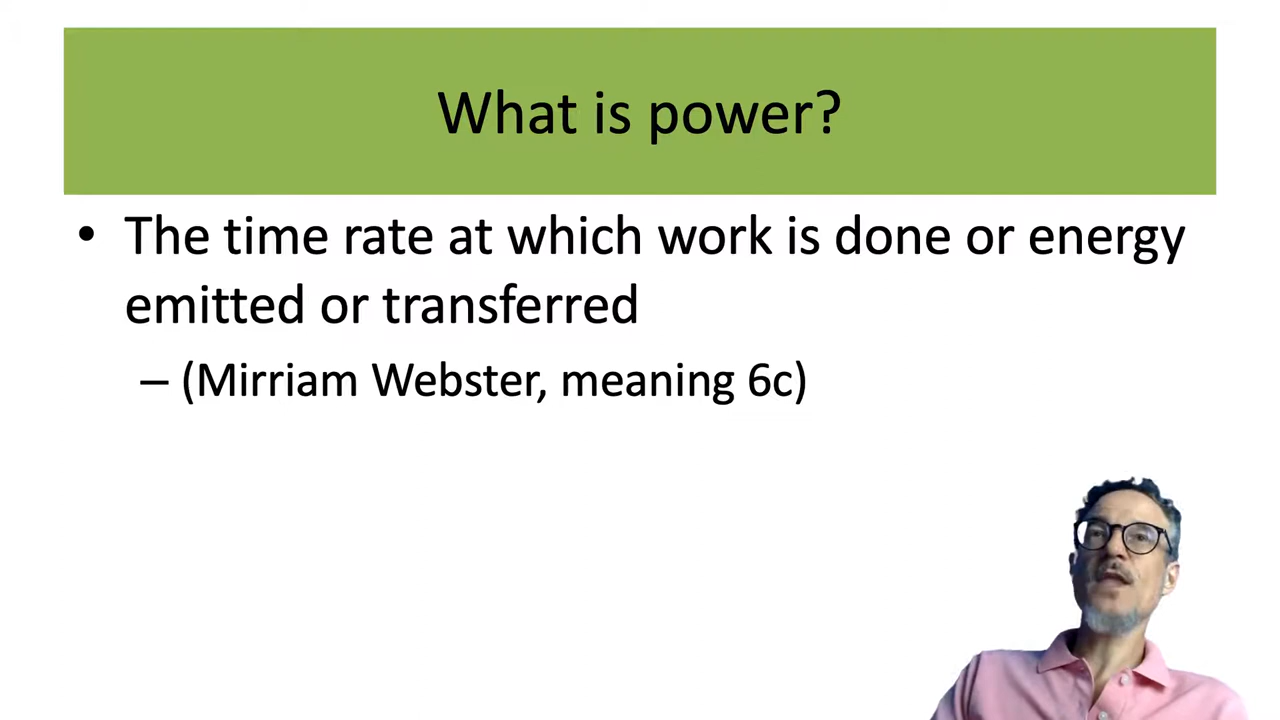 What is power?
• The time rate at which work is done or energy
emitted or transferred
– (Mirriam Webster, meaning 6c)